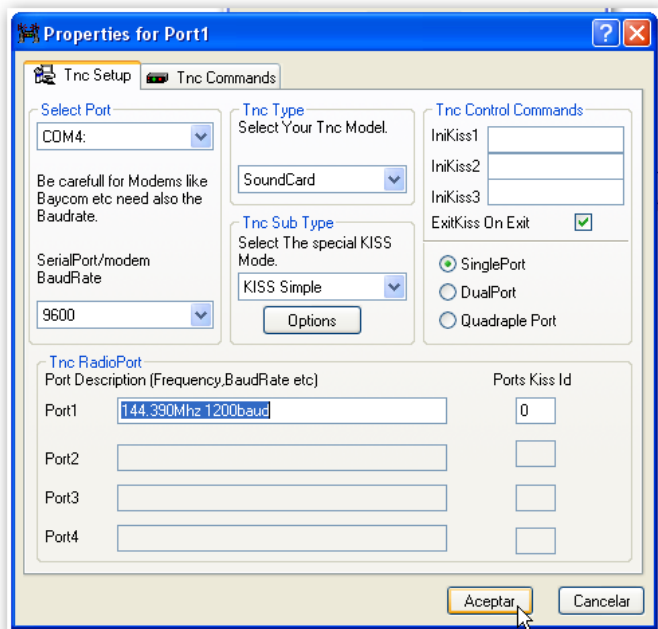 Properties for Port1
Tnc Setup
Tnc Commands
Select Port
COM4:
Be carefull for Modems like
Baycom etc need also the
Baudrate.
SerialPort/modem
BaudRate
9600
Tnc Type
Select Your Tnc Model.
SoundCard
Tnc Sub Type
Select The special KISS
Mode.
KISS Simple
Options
Tnc Control Commands
IniKiss1
IniKiss2
IniKiss3
ExitKiss On Exit
SinglePort
DualPort
Quadraple Port
Tnc RadioPort
Port Description (Frequency,BaudRate etc)
Ports Kiss Id
Port1
144.390Mhz 1200baud
0
Port2
Port3
Port4
Aceptar
Cancelar